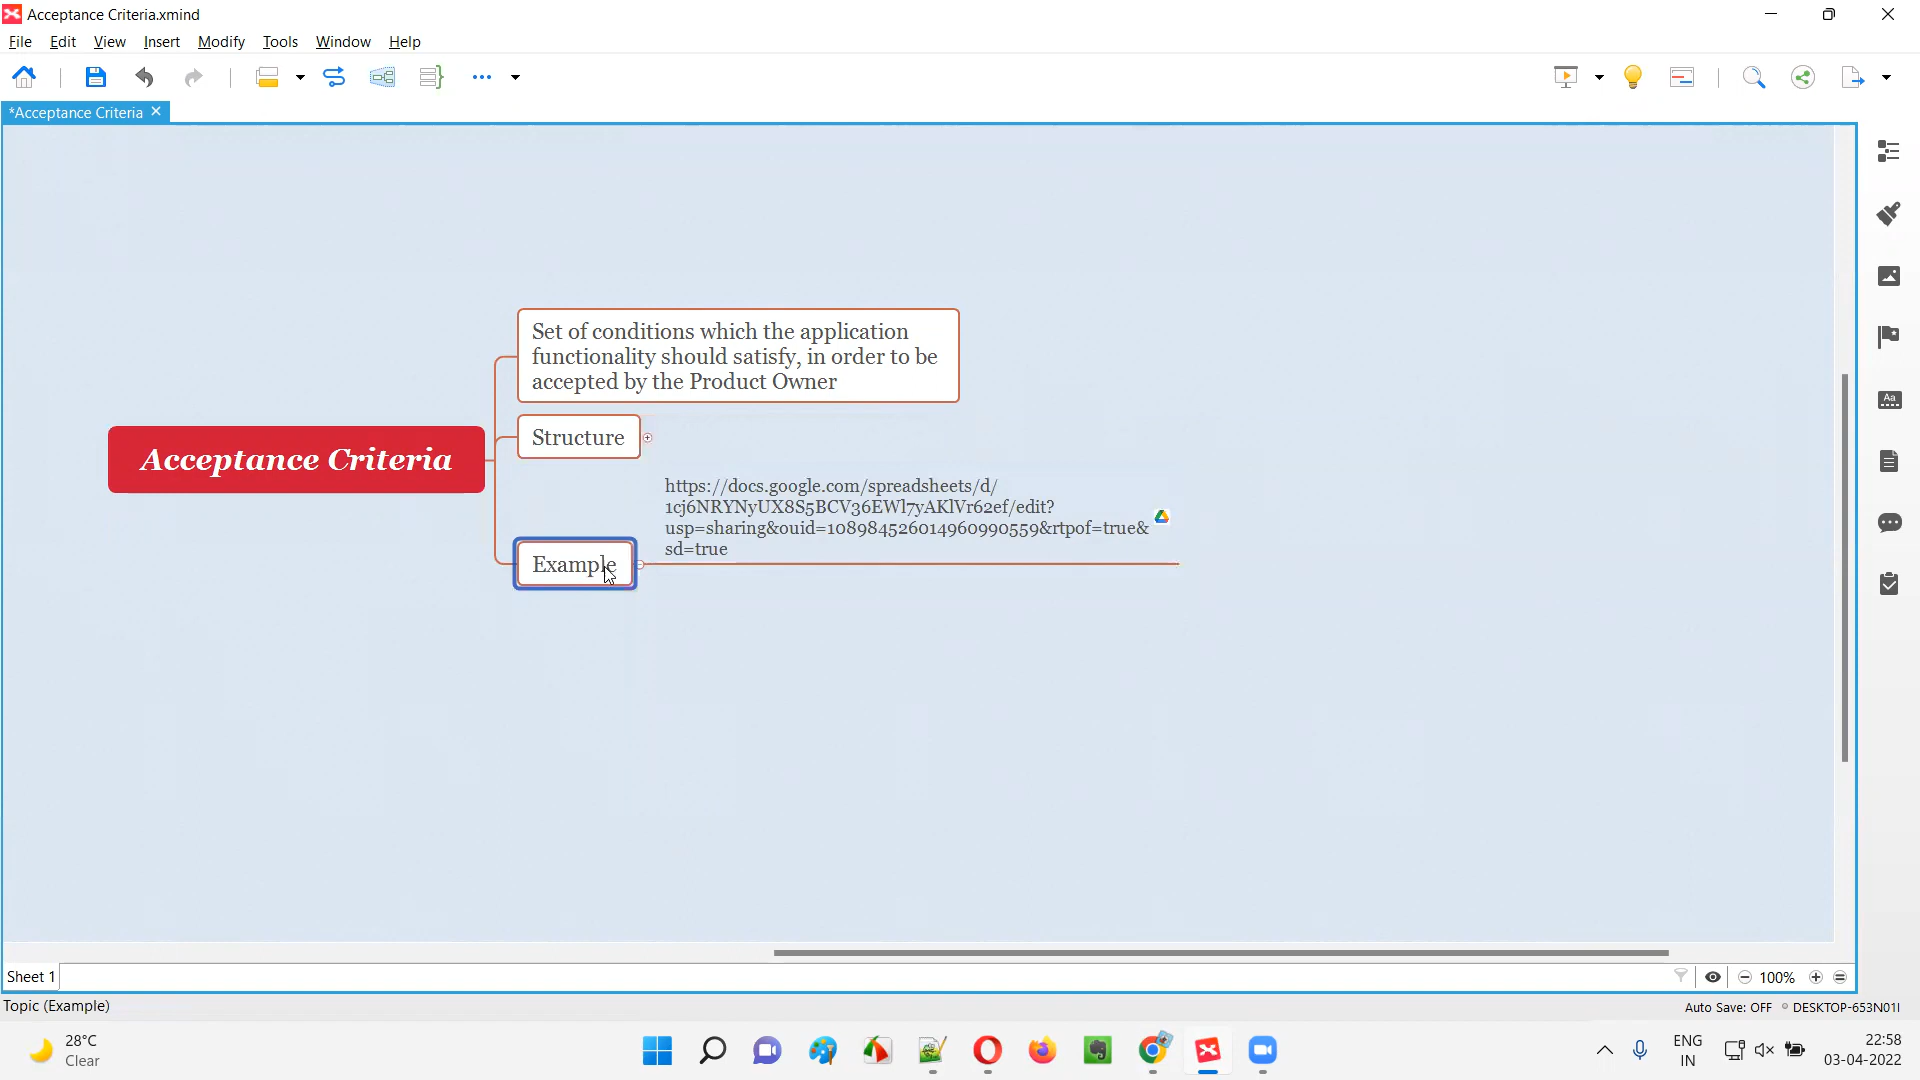 Acceptance Criteria.xmind
File Edit View Insert Modify Tools Window Help
*Acceptance Criteria
Set of conditions which the application
functionality should satisfy, in order to be
accepted by the Product Owner
Structure
Acceptance Criteria
https://docs.google.com/spreadsheets/d/
1cj6NRYNyUX8S5BCV36EWl7yAKlVr62ef/edit?
usp=sharing&ouid=108984526014960990559&rtpof=true&
sd=true
Example
Aa
Sheet 1
100%
Topic (Example)
Auto Save: OFF
DESKTOP-653N01I
28°C
Clear
ENG
IN
22:58
03-04-2022